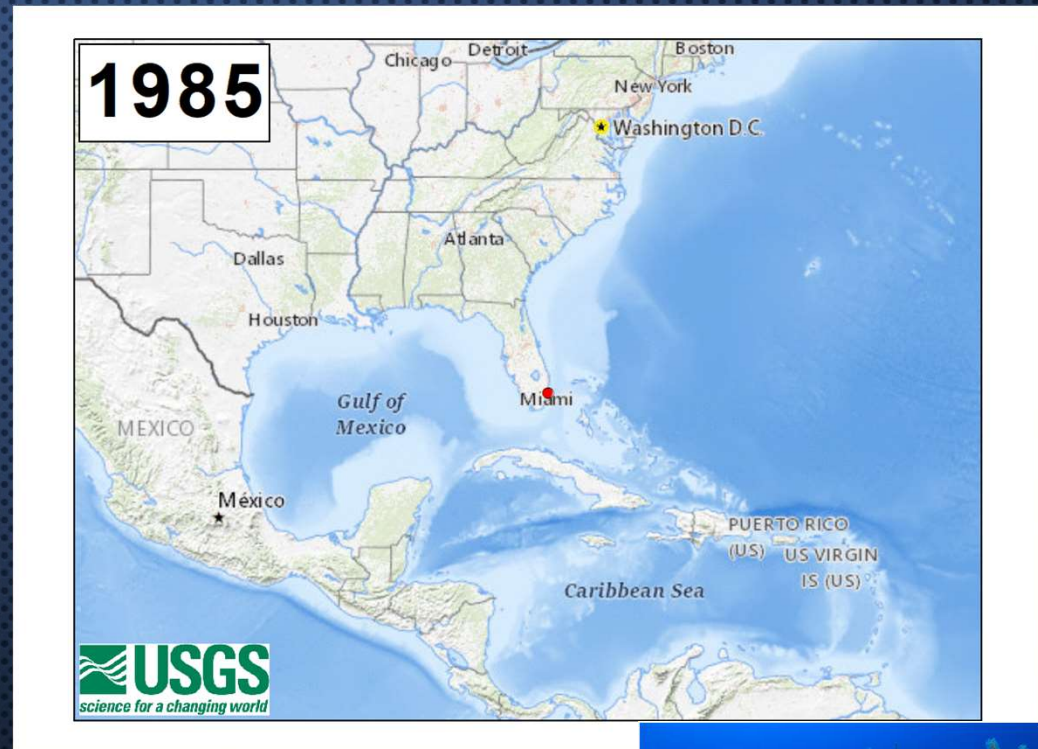 1985
Chicago
Detroit
Boston
New York
Washington D.C.
Atlanta
Dallas
Houston
Miami
Gulf of
Mexico
MEXICO
México
PUERTO RICO
(US)
US VIRGIN
IS (US)
Caribbean Sea
USGS
science for a changing world